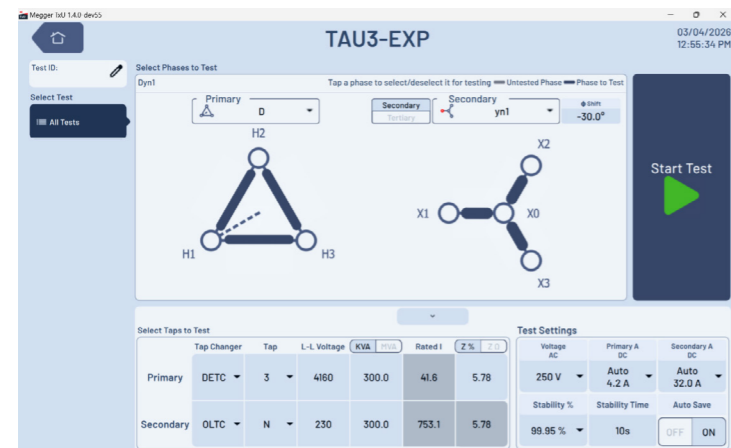 Megger TxU 1.4.0 dev55
TAU3-EXP
03/04/2026
12:55:34 PM
Test ID:
Select Test
All Tests
Select Phases to Test
Dyn1
Tap a phase to select/deselect it for testing
Untested Phase
Phase to Test
Primary
D
Secondary
Tertiary
Secondary
yn1
Shift
-30.0°
H2
H1
H3
X2
X1
X0
X3
Start Test
Select Taps to Test
Tap Changer Tap L-L Voltage KVA MVA Rated I Z % Z Ω
Primary DETC 3 4160 300.0 41.6 5.78
Secondary OLTC N 230 300.0 753.1 5.78
Test Settings
Voltage AC
Primary A DC
Secondary A DC
250 V
Auto 4.2 A
Auto 32.0 A
Stability %
Stability Time
Auto Save
99.95 %
10s
OFF ON